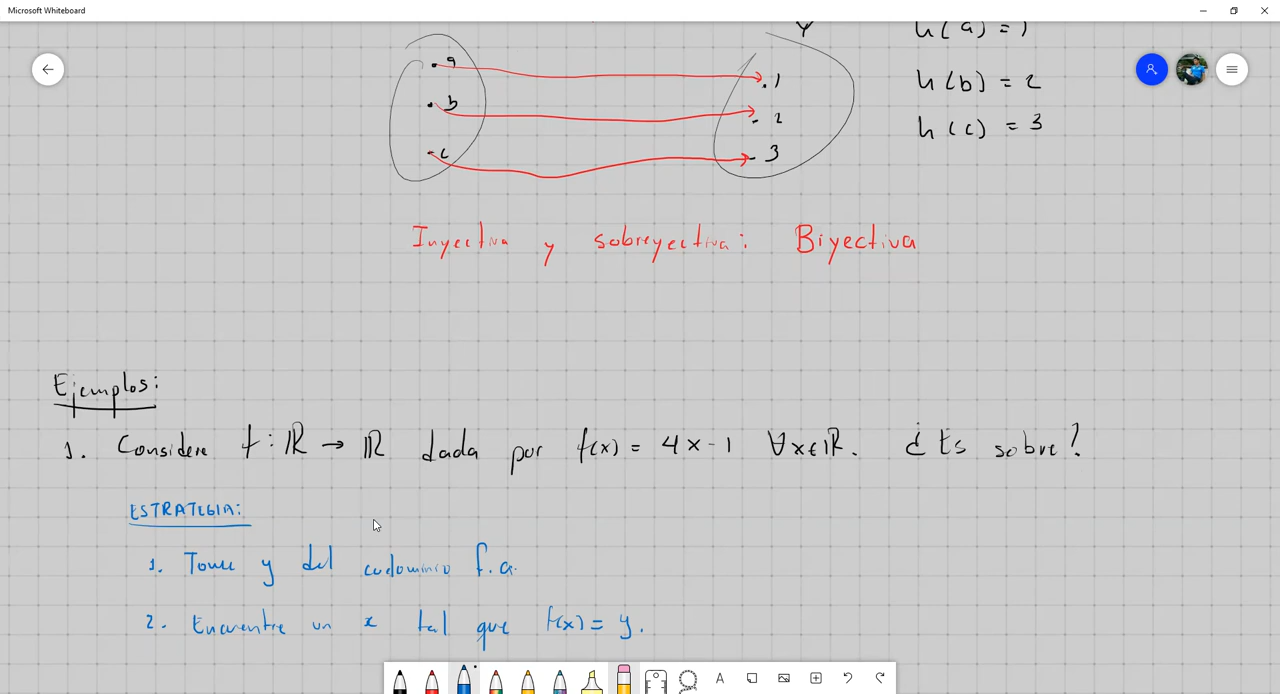 Microsoft Whiteboard
Y
h(a) = 1
a
1
h(b) = 2
b
2
h(c) = 3
c
3
Inyectiva y sobreyectiva: Biyectiva
Ejemplos:
1. Considere f: ℝ → ℝ dada por f(x) = 4x - 1 ∀x∈ℝ. ¿Es sobre?
ESTRATEGIA:
1. Tome y del codominio f.a.
2. Encuentre un x tal que f(x) = y.
A